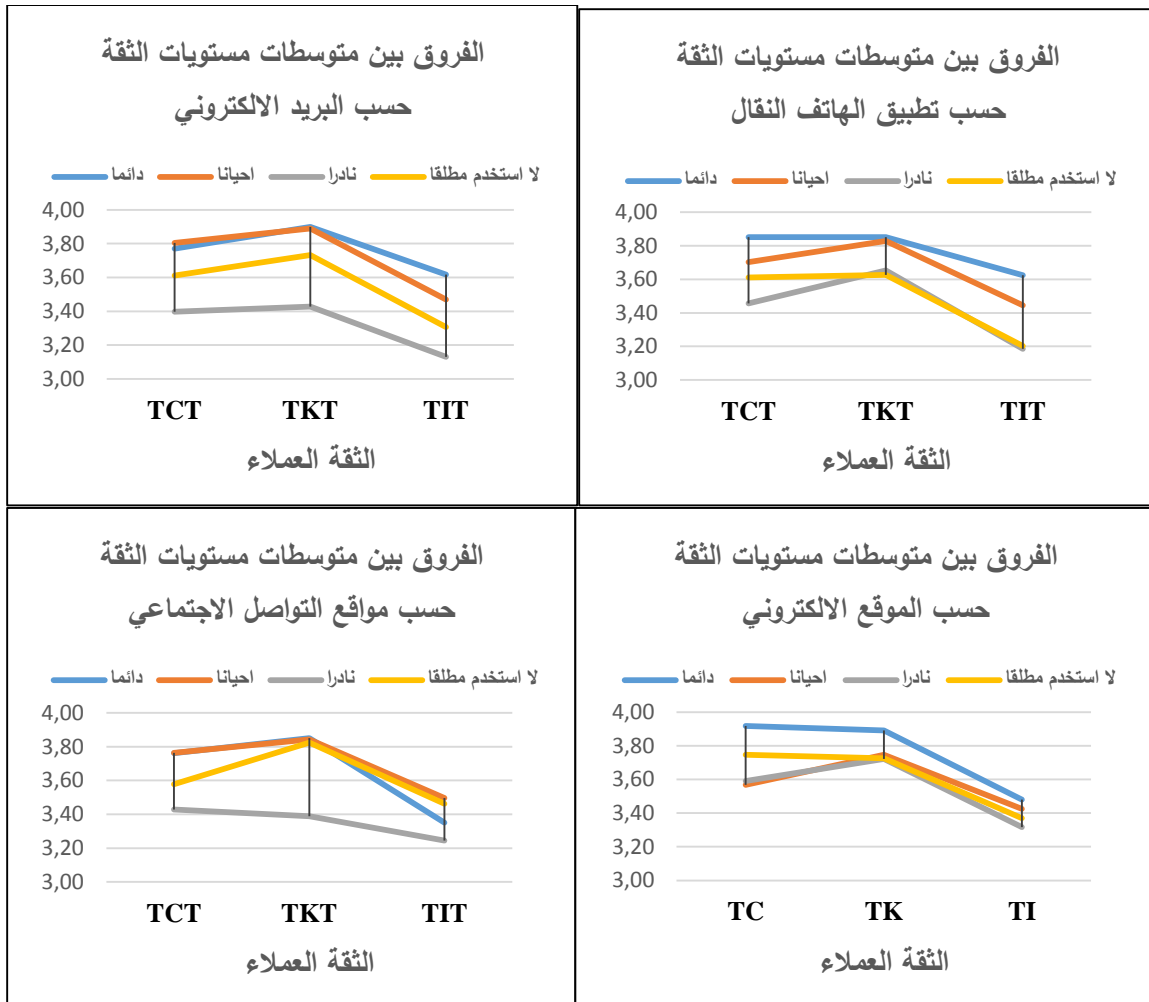 الفروق بين متوسطات مستويات الثقة
حسب تطبيق الهاتف النقال
دائما احيانا نادرا لا استخدم مطلقا
4,00
3,80
3,60
3,40
3,20
3,00
TCT TKT TIT
الثقة العملاء
الفروق بين متوسطات مستويات الثقة
حسب البريد الالكتروني
دائما احيانا نادرا لا استخدم مطلقا
4,00
3,80
3,60
3,40
3,20
3,00
TCT TKT TIT
الثقة العملاء
الفروق بين متوسطات مستويات الثقة
حسب الموقع الالكتروني
دائما احيانا نادرا لا استخدم مطلقا
4,00
3,80
3,60
3,40
3,20
3,00
TC TK TI
الثقة العملاء
الفروق بين متوسطات مستويات الثقة
حسب مواقع التواصل الاجتماعي
دائما احيانا نادرا لا استخدم مطلقا
4,00
3,80
3,60
3,40
3,20
3,00
TCT TKT TIT
الثقة العملاء